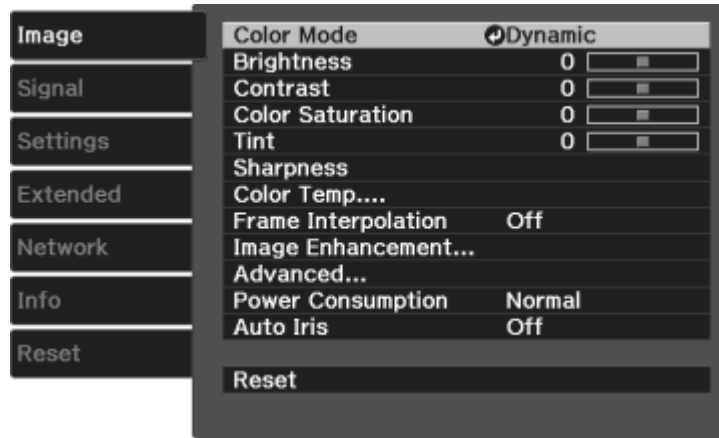 Image
Signal
Settings
Extended
Network
Info
Reset
Color Mode Dynamic
Brightness 0
Contrast 0
Color Saturation 0
Tint 0
Sharpness
Color Temp....
Frame Interpolation Off
Image Enhancement...
Advanced...
Power Consumption Normal
Auto Iris Off
Reset